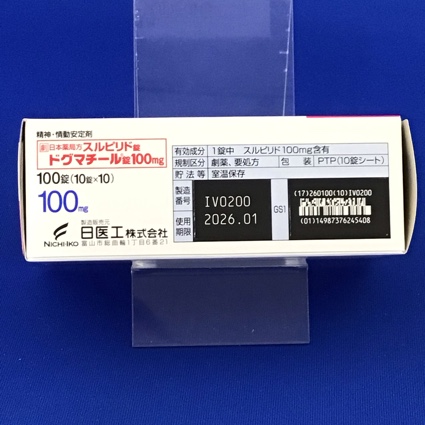 精神・情動安定剤
劇 日本薬局方 スルピリド錠
ドグマチール錠100mg
100錠(10錠×10)
100mg
製造販売元
日医工株式会社
NICHI-IKO 富山市総曲輪1丁目6番21
有効成分 1錠中 スルピリド100mg含有
規制区分 劇薬、要処方 包装 PTP(10錠シート)
貯法等 室温保存
製造番号 IV0200
使用期限 2026.01
GS1
(17)260100(10)IV0200
(01)14987376245408